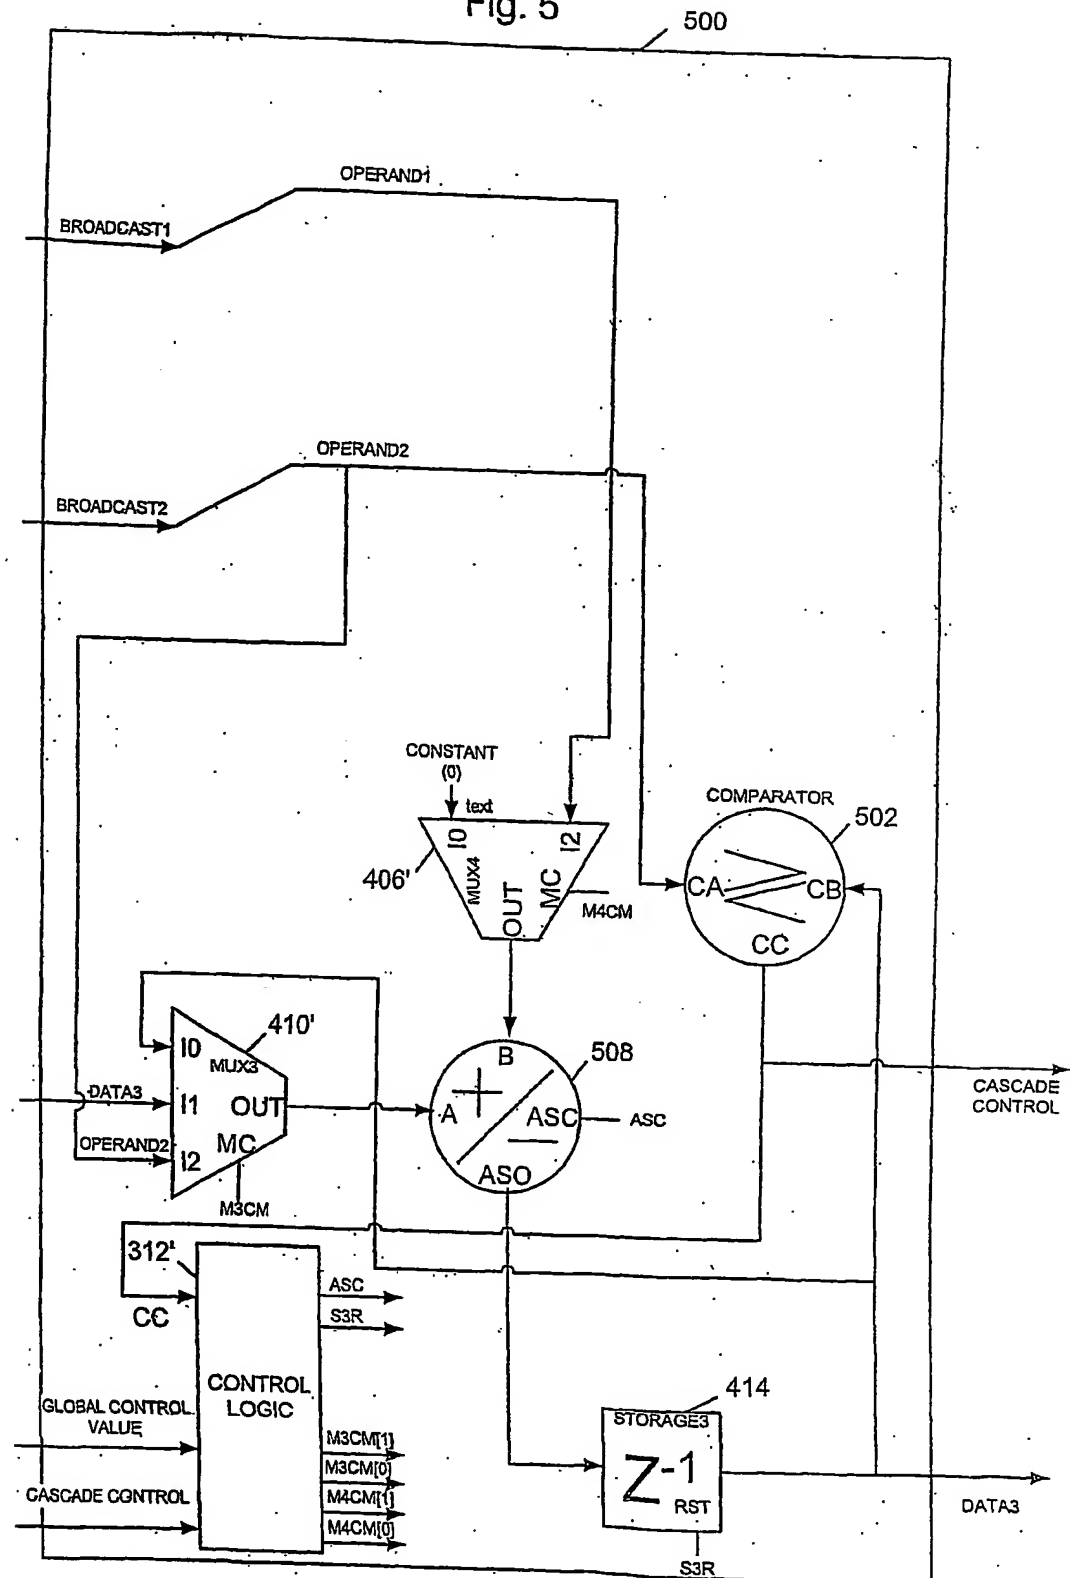 Fig. 5
500
OPERAND1
BROADCAST1
OPERAND2
BROADCAST2
CONSTANT
(0)
text
COMPARATOR
502
I0
I2
MUX4
MC
OUT
406'
M4CM
CA
CB
CC
410'
I0
MUX3
I1
OUT
MC
I2
DATA3
OPERAND2
M3CM
508
B
A
ASC
ASO
ASC
CASCADE
CONTROL
312'
CC
ASC
S3R
CONTROL
LOGIC
GLOBAL CONTROL
VALUE
M3CM[1]
M3CM[0]
M4CM[1]
M4CM[0]
CASCADE CONTROL
414
STORAGE3
Z-1
RST
S3R
DATA3